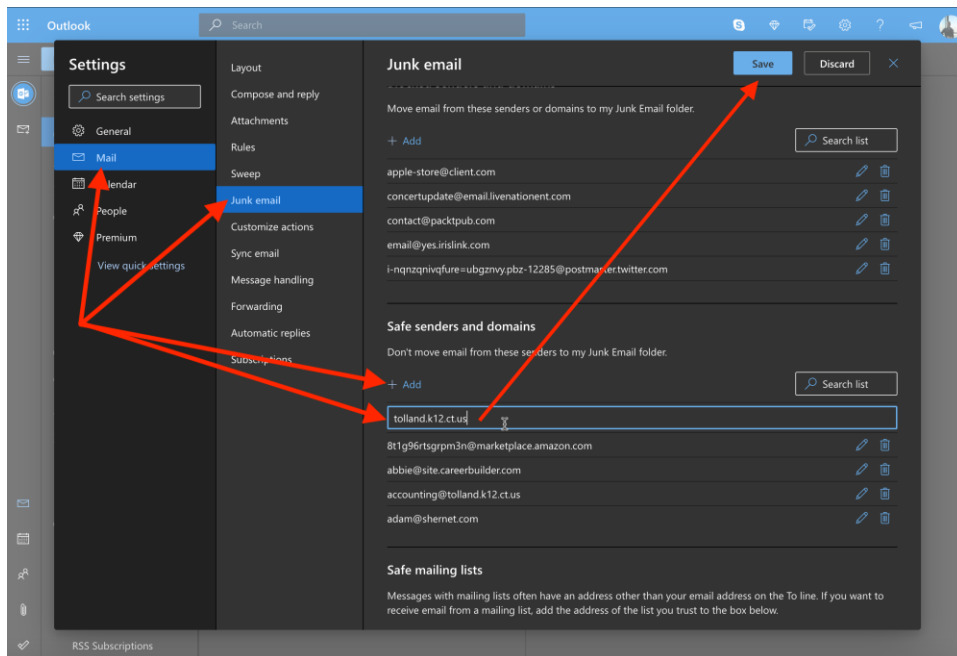 Outlook
Search
Settings
Search settings
General
Mail
Calendar
People
Premium
View quick settings
Layout
Compose and reply
Attachments
Rules
Sweep
Junk email
Customize actions
Sync email
Message handling
Forwarding
Automatic replies
Subscriptions
Junk email
Save
Discard
Move email from these senders or domains to my Junk Email folder.
Add
Search list
apple-store@client.com
concertupdate@email.livenationent.com
contact@packtpub.com
email@yes.irislink.com
i-nqnzqnivqfure=ubgznvy.pbz-12285@postmaster.twitter.com
Safe senders and domains
Don't move email from these senders to my Junk Email folder.
Add
Search list
tolland.k12.ct.us
8t1g96rtsgrpm3n@marketplace.amazon.com
abbie@site.careerbuilder.com
accounting@tolland.k12.ct.us
adam@shernet.com
Safe mailing lists
Messages with mailing lists often have an address other than your email address on the To line. If you want to
receive email from a mailing list, add the address of the list you trust to the box below.
RSS Subscriptions